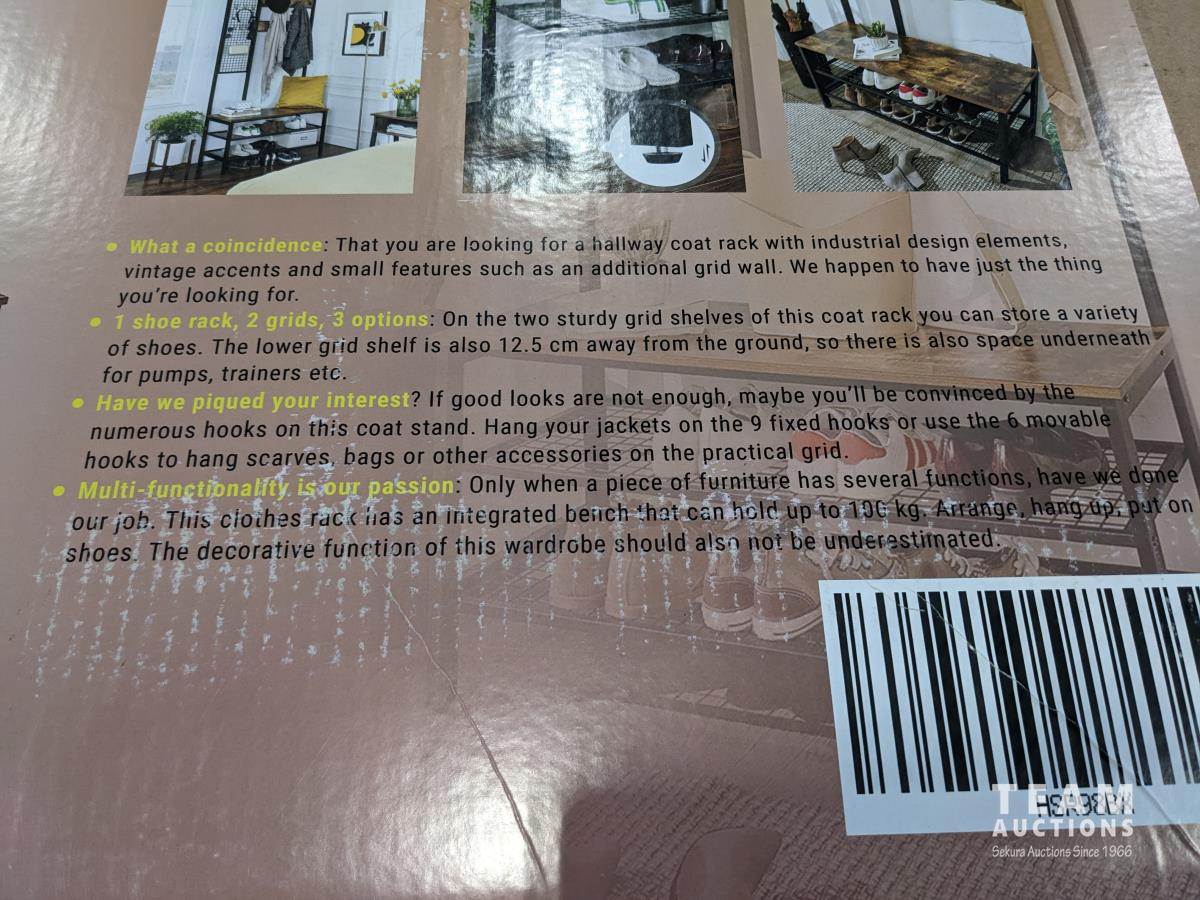 • What a coincidence: That you are looking for a hallway coat rack with industrial design elements,
vintage accents and small features such as an additional grid wall. We happen to have just the thing
you're looking for.
• 1 shoe rack, 2 grids, 3 options: On the two sturdy grid shelves of this coat rack you can store a variety
of shoes. The lower grid shelf is also 12.5 cm away from the ground, so there is also space underneath
for pumps, trainers etc.
• Have we piqued your interest? If good looks are not enough, maybe you'll be convinced by the
numerous hooks on this coat stand. Hang your jackets on the 9 fixed hooks or use the 6 movable
hooks to hang scarves, bags or other accessories on the practical grid.
• Multi-functionality is our passion: Only when a piece of furniture has several functions, have we done
our job. This clothes rack has an integrated bench that can hold up to 100 kg. Arrange, hang up, put on
shoes. The decorative function of this wardrobe should also not be underestimated.
TEAM
AUCTIONS
Sekura Auctions Since 1966